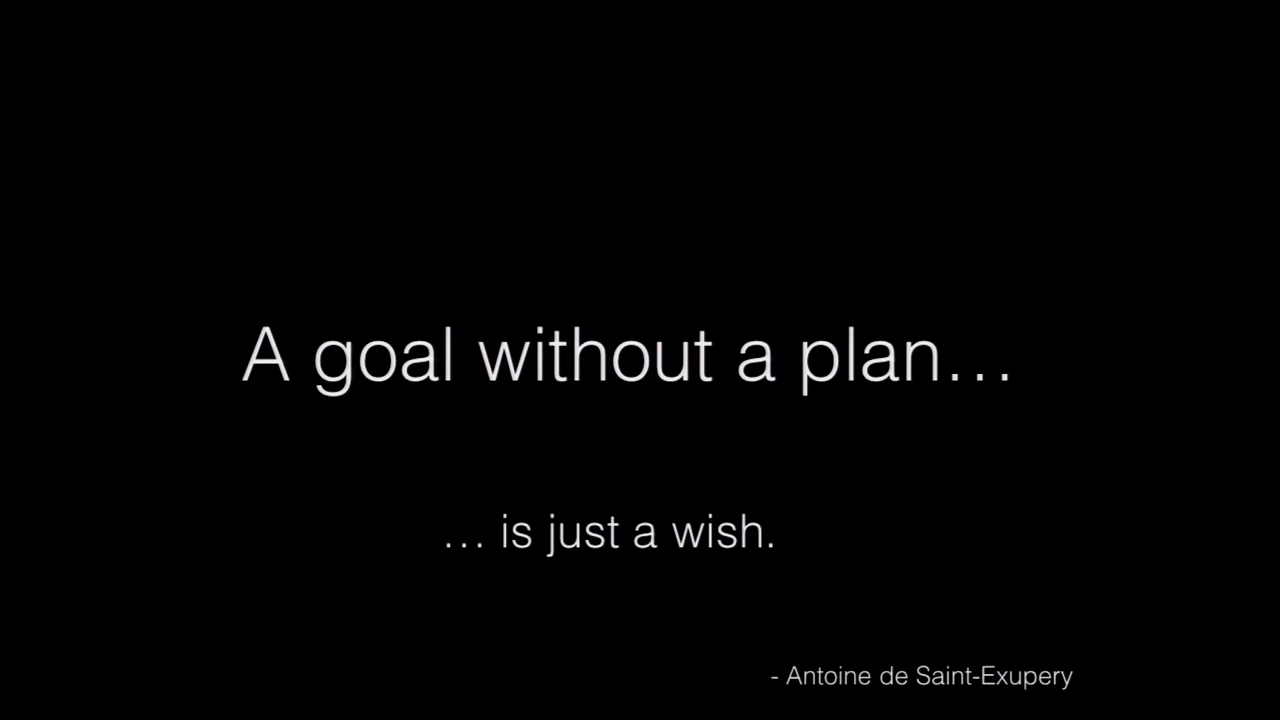 A goal without a plan…
… is just a wish.
- Antoine de Saint-Exupery